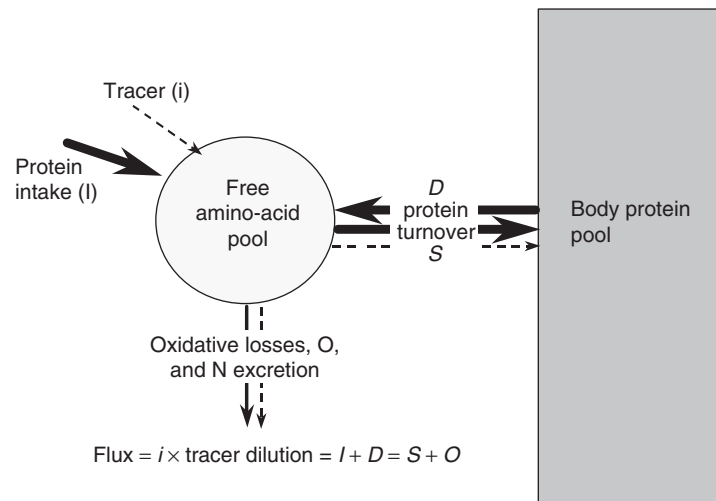 Tracer (i)
Protein
intake (I)
Free
amino-acid
pool
D
protein
turnover
S
Body protein
pool
Oxidative losses, O,
and N excretion
Flux = i × tracer dilution = I + D = S + O